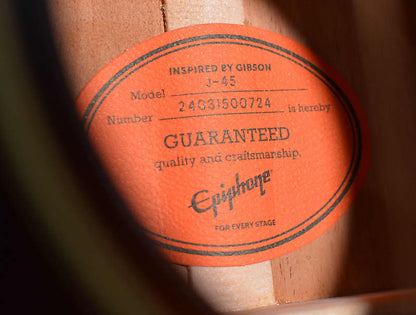 INSPIRED BY GIBSON
Model J-45
Number 24031500724 is hereby
GUARANTEED
quality and craftsmanship.
Epiphone
FOR EVERY STAGE